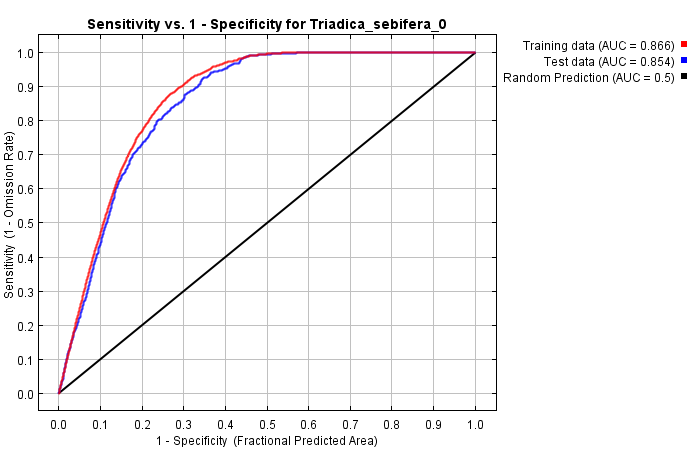 Sensitivity vs. 1 - Specificity for Triadica_sebifera_0
Training data (AUC = 0.866)
Test data (AUC = 0.854)
Random Prediction (AUC = 0.5)
Sensitivity (1 - Omission Rate)
1.0
0.9
0.8
0.7
0.6
0.5
0.4
0.3
0.2
0.1
0.0
0.0 0.1 0.2 0.3 0.4 0.5 0.6 0.7 0.8 0.9 1.0
1 - Specificity (Fractional Predicted Area)